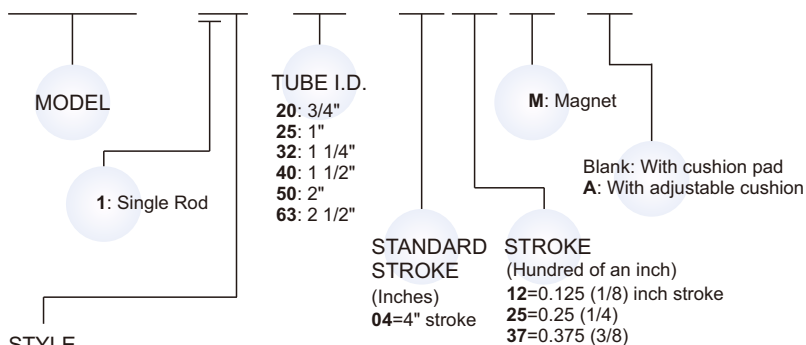 MODEL
1: Single Rod
STYLE
TUBE I.D.
20: 3/4"
25: 1"
32: 1 1/4"
40: 1 1/2"
50: 2"
63: 2 1/2"
STANDARD
STROKE
(Inches)
04=4" stroke
STROKE
(Hundred of an inch)
12=0.125 (1/8) inch stroke
25=0.25 (1/4)
37=0.375 (3/8)
M: Magnet
Blank: With cushion pad
A: With adjustable cushion